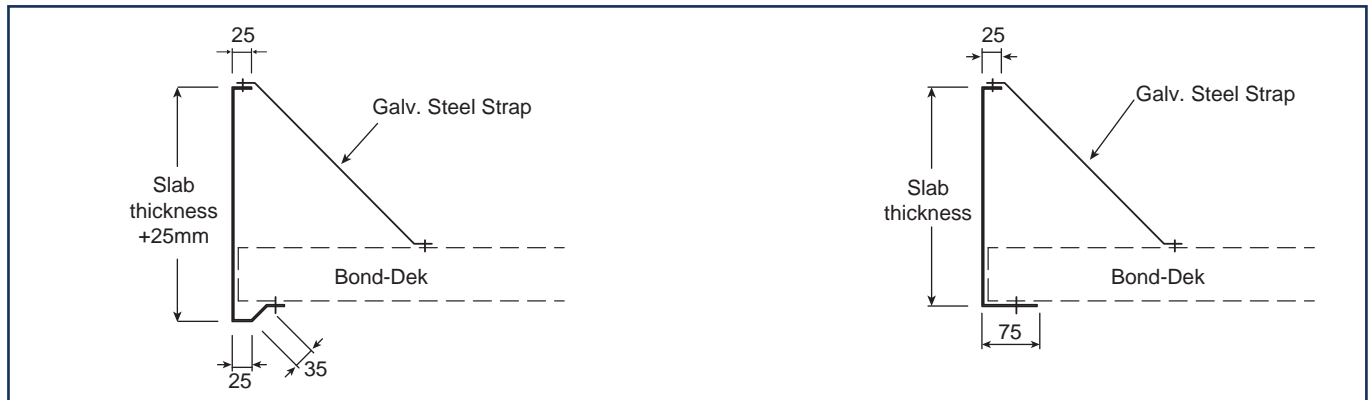 25
Galv. Steel Strap
Slab
thickness
+25mm
Bond-Dek
35
25
25
Galv. Steel Strap
Slab
thickness
Bond-Dek
75